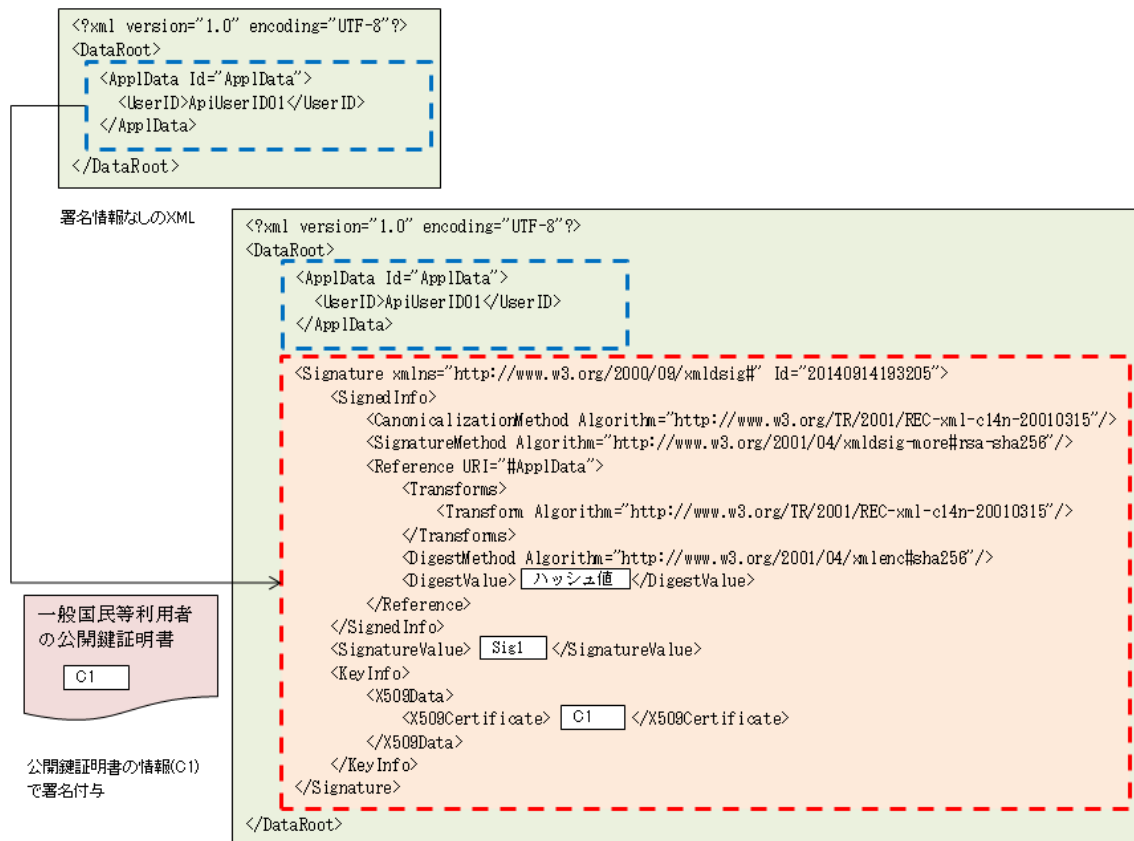 <?xml version="1.0" encoding="UTF-8"?>
<DataRoot>
<ApplData Id="ApplData">
<UserID>ApiUserID01</UserID>
</ApplData>
</DataRoot>
署名情報なしのXML
<?xml version="1.0" encoding="UTF-8"?>
<DataRoot>
<ApplData Id="ApplData">
<UserID>ApiUserID01</UserID>
</ApplData>
<Signature xmlns="http://www.w3.org/2000/09/xmldsig#" Id="20140914193205">
<SignedInfo>
<CanonicalizationMethod Algorithm="http://www.w3.org/TR/2001/REC-xml-c14n-20010315"/>
<SignatureMethod Algorithm="http://www.w3.org/2001/04/xmldsig-more#rsa-sha256"/>
<Reference URI="#ApplData">
<Transforms>
<Transform Algorithm="http://www.w3.org/TR/2001/REC-xml-c14n-20010315"/>
</Transforms>
<DigestMethod Algorithm="http://www.w3.org/2001/04/xmlenc#sha256"/>
<DigestValue> ハッシュ値 </DigestValue>
</Reference>
</SignedInfo>
<SignatureValue> Sig1 </SignatureValue>
<KeyInfo>
<X509Data>
<X509Certificate> C1 </X509Certificate>
</X509Data>
</KeyInfo>
</Signature>
</DataRoot>
一般国民等利用者
の公開鍵証明書
C1
公開鍵証明書の情報(C1)
で署名付与